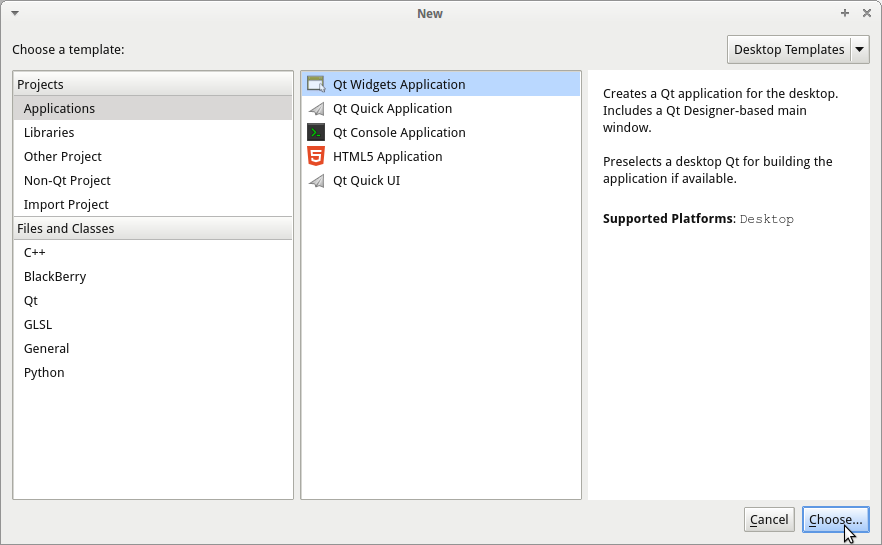 New
Choose a template:
Desktop Templates
Projects
Applications
Libraries
Other Project
Non-Qt Project
Import Project
Files and Classes
C++
BlackBerry
Qt
GLSL
General
Python
Qt Widgets Application
Qt Quick Application
Qt Console Application
HTML5 Application
Qt Quick UI
Creates a Qt application for the desktop.
Includes a Qt Designer-based main
window.
Preselects a desktop Qt for building the
application if available.
Supported Platforms: Desktop
Cancel
Choose...